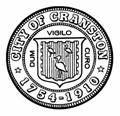 CITY OF CRANSTON
VIGILO
DUM
CURO
1754-1910